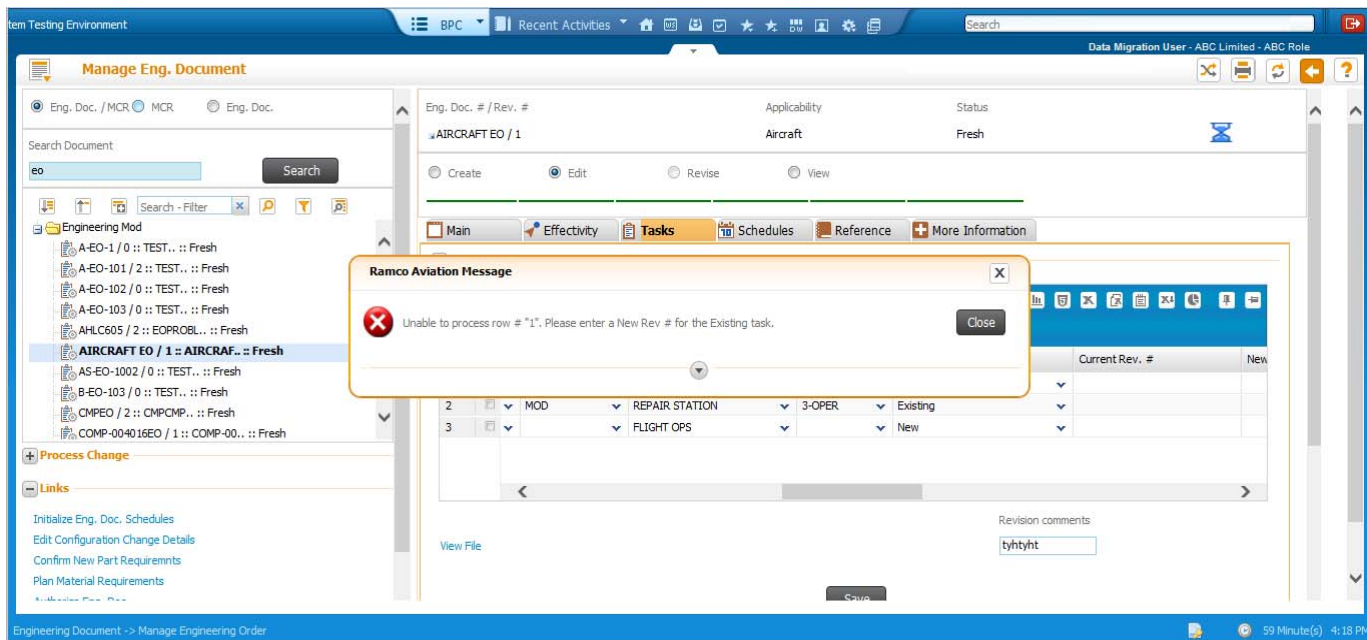 tem Testing Environment
BPC
Recent Activities
Search
Data Migration User - ABC Limited - ABC Role
Manage Eng. Document
Eng. Doc. /MCR MCR Eng. Doc.
Search Document
eo
Search
Search - Filter
Engineering Mod
A-EO-1 / 0 :: TEST.. :: Fresh
A-EO-101 / 2 :: TEST.. :: Fresh
A-EO-102 / 0 :: TEST.. :: Fresh
A-EO-103 / 0 :: TEST.. :: Fresh
AHLC605 / 2 :: EOPROBL.. :: Fresh
AIRCRAFT EO / 1 :: AIRCRAF.. :: Fresh
AS-EO-1002 / 0 :: TEST.. :: Fresh
B-EO-103 / 0 :: TEST.. :: Fresh
CMPEO / 2 :: CMPCMP.. :: Fresh
COMP-004016EO / 1 :: COMP-00.. :: Fresh
Process Change
Links
Initialize Eng. Doc. Schedules
Edit Configuration Change Details
Confirm New Part Requiremnts
Plan Material Requirements
Eng. Doc. # / Rev. # Applicability Status
AIRCRAFT EO / 1 Aircraft Fresh
Create Edit Revise View
Main Effectivity Tasks Schedules Reference More Information
Ramco Aviation Message
Unable to process row # "1". Please enter a New Rev # for the Existing task.
Close
Current Rev. # New
2 MOD REPAIR STATION 3-OPER Existing
3 FLIGHT OPS New
Revision comments
View File
tyhtyht
Save
Engineering Document -> Manage Engineering Order
59 Minute(s) 4:18 PM